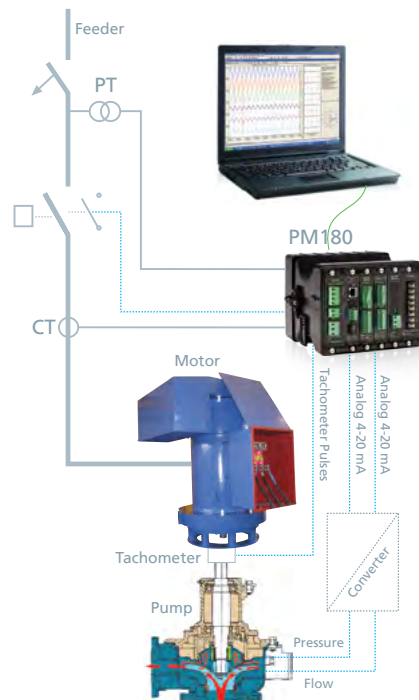 Feeder
PT
PM180
CT
Motor
Tachometer Pulses
Analog 4-20 mA
Analog 4-20 mA
Tachometer
Converter
Pump
Pressure
Flow